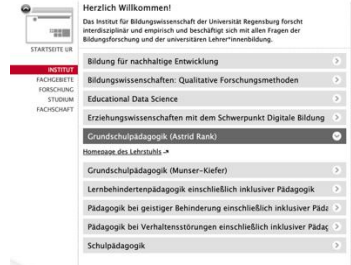 Herzlich Willkommen!
Das Institut für Bildungswissenschaft der Universität Regensburg forscht
interdisziplinär und empirisch und beschäftigt sich mit allen Fragen der
Bildungsforschung und der universitären Lehrer*innenbildung.
STARTSEITE UR
INSTITUT
FACHGEBIETE
FORSCHUNG
STUDIUM
FACHSCHAFT
Bildung für nachhaltige Entwicklung
Bildungswissenschaften: Qualitative Forschungsmethoden
Educational Data Science
Erziehungswissenschaften mit dem Schwerpunkt Digitale Bildung
Grundschulpädagogik (Astrid Rank)
Homepage des Lehrstuhls
Grundschulpädagogik (Munser-Kiefer)
Lernbehindertenpädagogik einschließlich inklusiver Pädagogik
Pädagogik bei geistiger Behinderung einschließlich inklusiver Päda
Pädagogik bei Verhaltensstörungen einschließlich inklusiver Pädag
Schulpädagogik